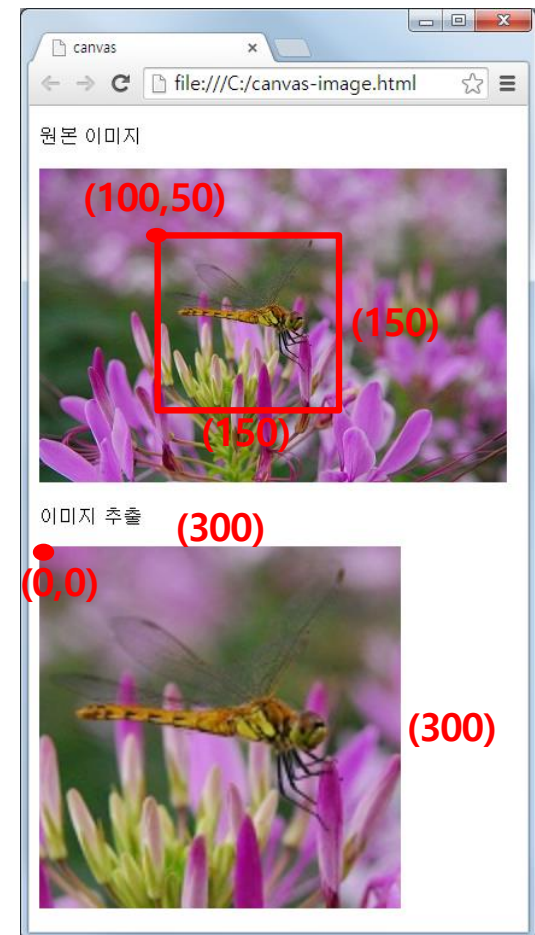 canvas
file:///C:/canvas-image.html
원본 이미지
(100,50)
(150)
(150)
이미지 추출
(300)
(0,0)
(300)